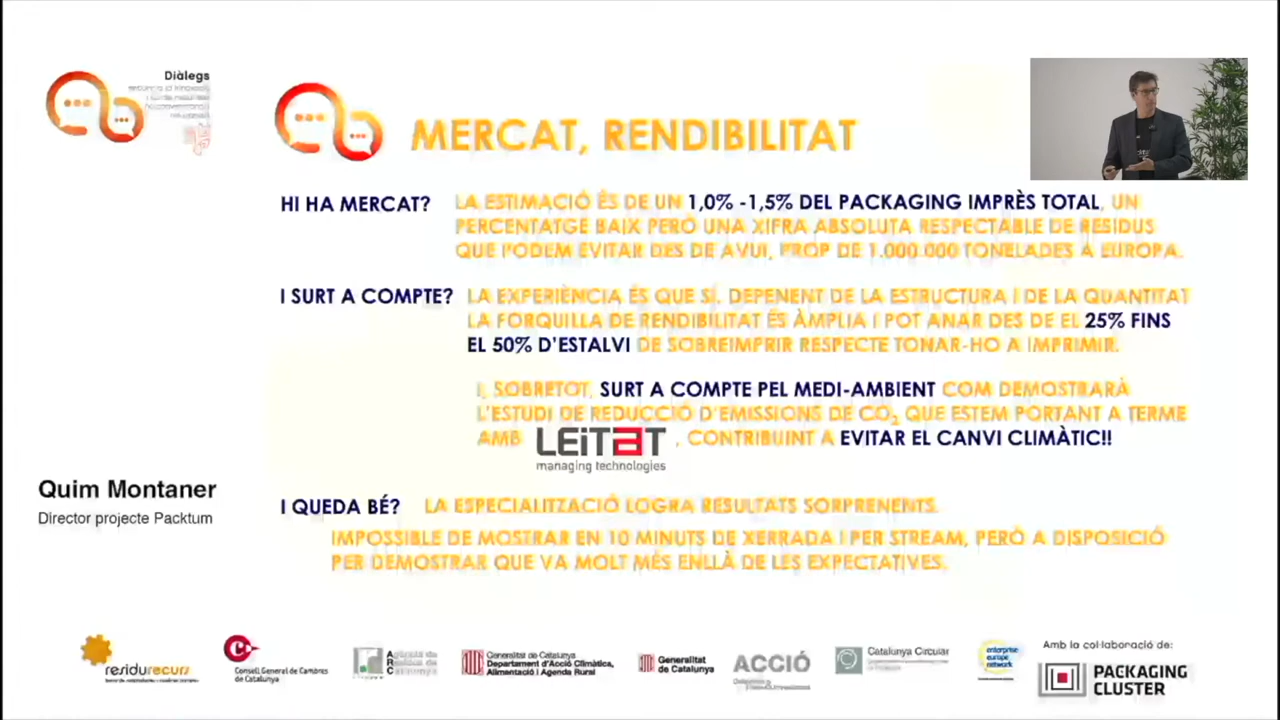 Diàlegs
MERCAT, RENDIBILITAT
HI HA MERCAT? LA ESTIMACIÓ ÉS DE UN 1,0% -1,5% DEL PACKAGING IMPRÈS TOTAL, UN
PERCENTATGE BAIX PERÒ UNA XIFRA ABSOLUTA RESPECTABLE DE RESIDUS
QUE PODEM EVITAR DES DE AVUI, PROP DE 1.000.000 TONELADES A EUROPA.
I SURT A COMPTE? LA EXPERIÈNCIA ÉS QUE SÍ. DEPENENT DE LA ESTRUCTURA I DE LA QUANTITAT
LA FORQUILLA DE RENDIBILITAT ÉS ÀMPLIA I POT ANAR DES DE EL 25% FINS
EL 50% D'ESTALVI DE SOBREIMPRIR RESPECTE TONAR-HO A IMPRIMIR.
I, SOBRETOT, SURT A COMPTE PEL MEDI-AMBIENT COM DEMOSTRARÀ
L'ESTUDI DE REDUCCIÓ D'EMISSIONS DE CO₂ QUE ESTEM PORTANT A TERME
AMB LEITAT , CONTRIBUINT A EVITAR EL CANVI CLIMÀTIC!!
managing technologies
Quim Montaner
Director projecte Packtum
I QUEDA BÉ? LA ESPECIALITZACIÓ LOGRA RESULTATS SORPRENENTS.
IMPOSSIBLE DE MOSTRAR EN 10 MINUTS DE XERRADA I PER STREAM, PERÒ A DISPOSICIÓ
PER DEMOSTRAR QUE VA MOLT MÉS ENLLÀ DE LES EXPECTATIVES.
residurecurs
Consell General de Cambres
de Catalunya
Agència de
Residus de
Catalunya
Generalitat de Catalunya
Departament d'Acció Climàtica,
Alimentació i Agenda Rural
Generalitat
de Catalunya
ACCIÓ
Catalunya Circular
enterprise
europe
network
Amb la col·laboració de:
PACKAGING
CLUSTER